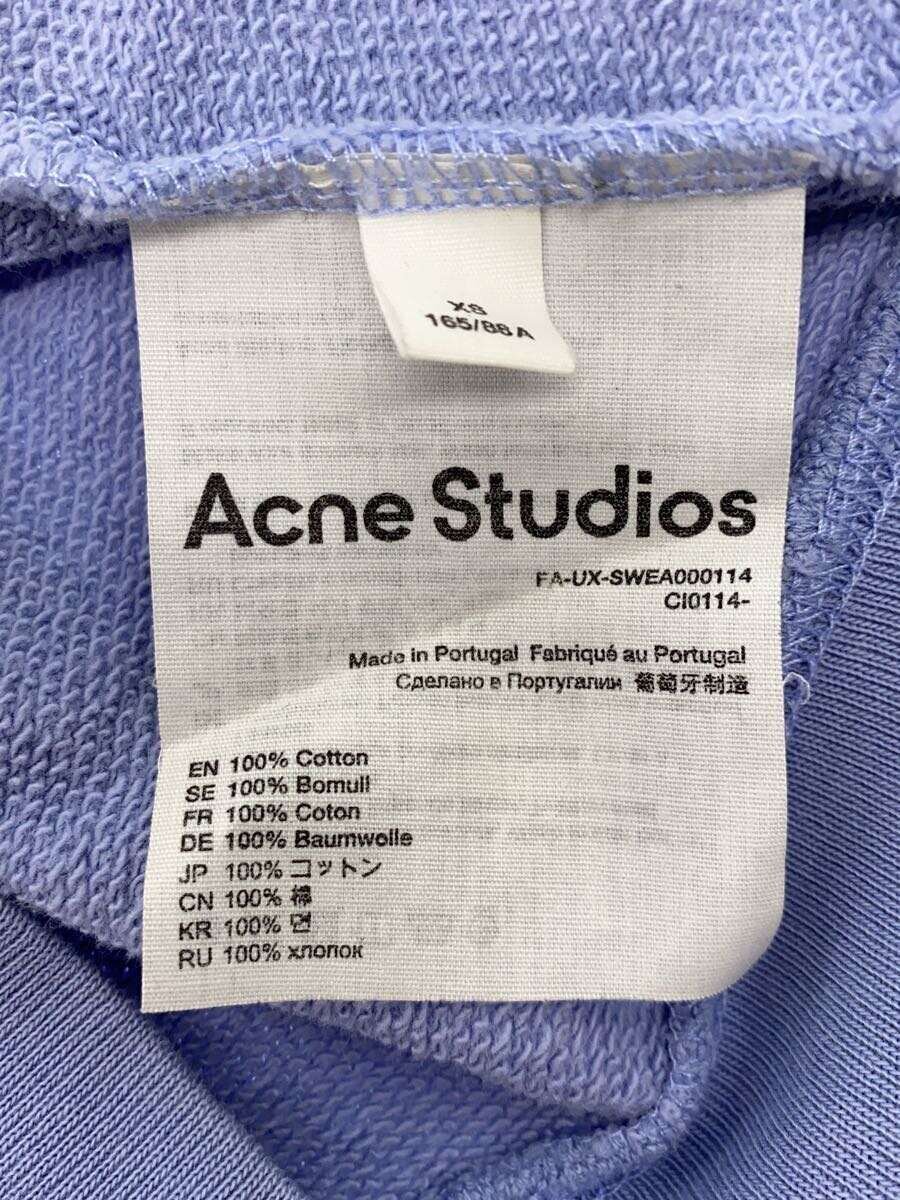 XS
165/88A
Acne Studios
FA-UX-SWEA000114
CI0114-
Made in Portugal Fabriqué au Portugal
Сделано в Португалии 葡萄牙制造
EN 100% Cotton
SE 100% Bomull
FR 100% Coton
DE 100% Baumwolle
JP 100% コットン
CN 100% 棉
KR 100% 면
RU 100% хлопок